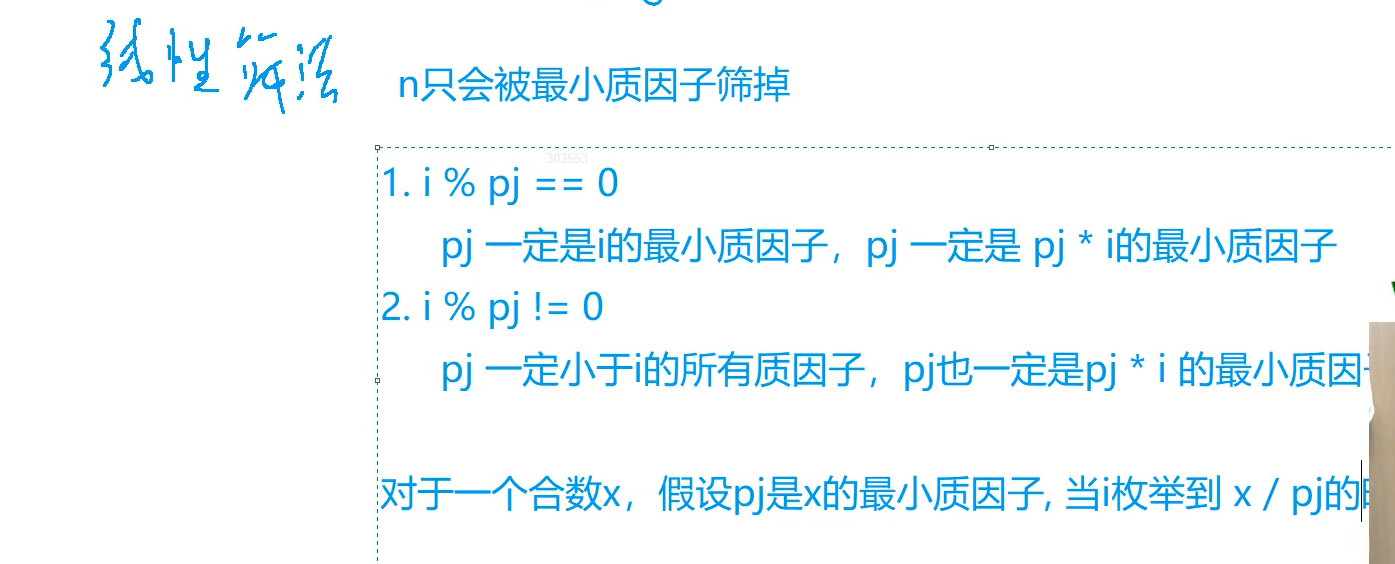 线性筛法 n只会被最小质因子筛掉
303553
1. i % pj == 0
pj 一定是i的最小质因子，pj 一定是 pj * i的最小质因子
2. i % pj != 0
pj 一定小于i的所有质因子，pj也一定是pj * i 的最小质因
对于一个合数x，假设pj是x的最小质因子, 当i枚举到 x / pj的